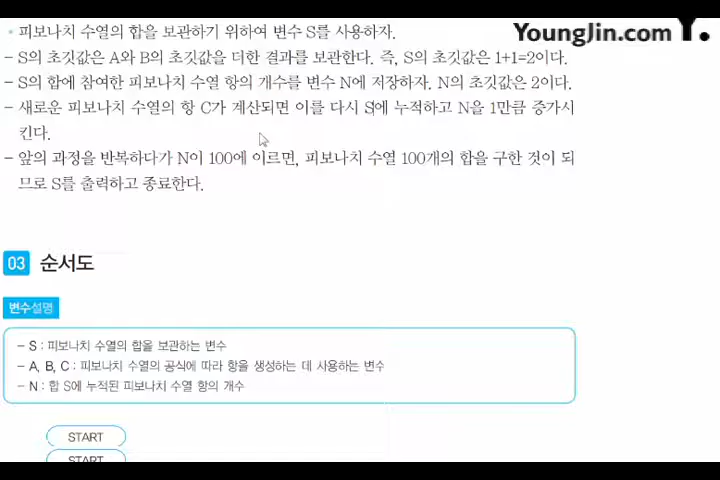 • 피보나치 수열의 합을 보관하기 위하여 변수 S를 사용하자.
YoungJin.com Y.
– S의 초깃값은 A와 B의 초깃값을 더한 결과를 보관한다. 즉, S의 초깃값은 1+1=2이다.
– S의 합에 참여한 피보나치 수열 항의 개수를 변수 N에 저장하자. N의 초깃값은 2이다.
– 새로운 피보나치 수열의 항 C가 계산되면 이를 다시 S에 누적하고 N을 1만큼 증가시
킨다.
– 앞의 과정을 반복하다가 N이 100에 이르면, 피보나치 수열 100개의 합을 구한 것이 되
므로 S를 출력하고 종료한다.
03 순서도
변수설명
– S : 피보나치 수열의 합을 보관하는 변수
– A, B, C : 피보나치 수열의 공식에 따라 항을 생성하는 데 사용하는 변수
– N : 합 S에 누적된 피보나치 수열 항의 개수
START
START